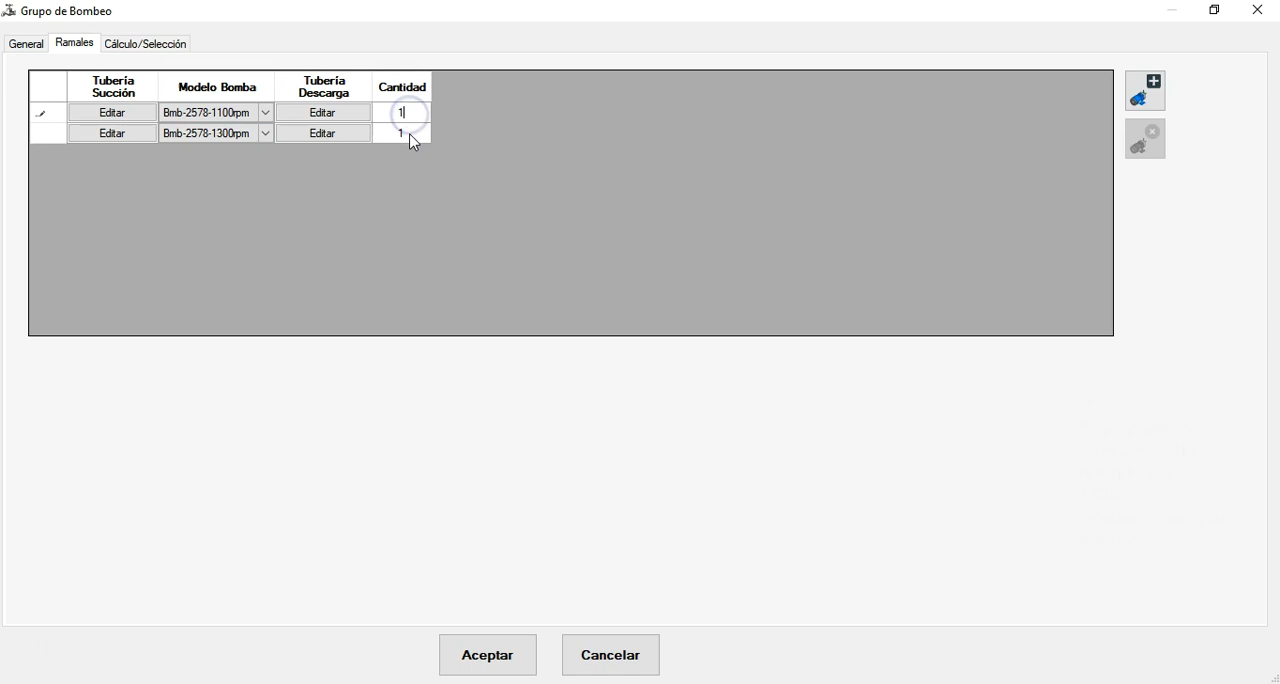 Grupo de Bombeo
General Ramales Cálculo/Selección
Tubería Succión Modelo Bomba Tubería Descarga Cantidad
Editar Bmb-2578-1100rpm Editar 1
Editar Bmb-2578-1300rpm Editar 1
Aceptar Cancelar